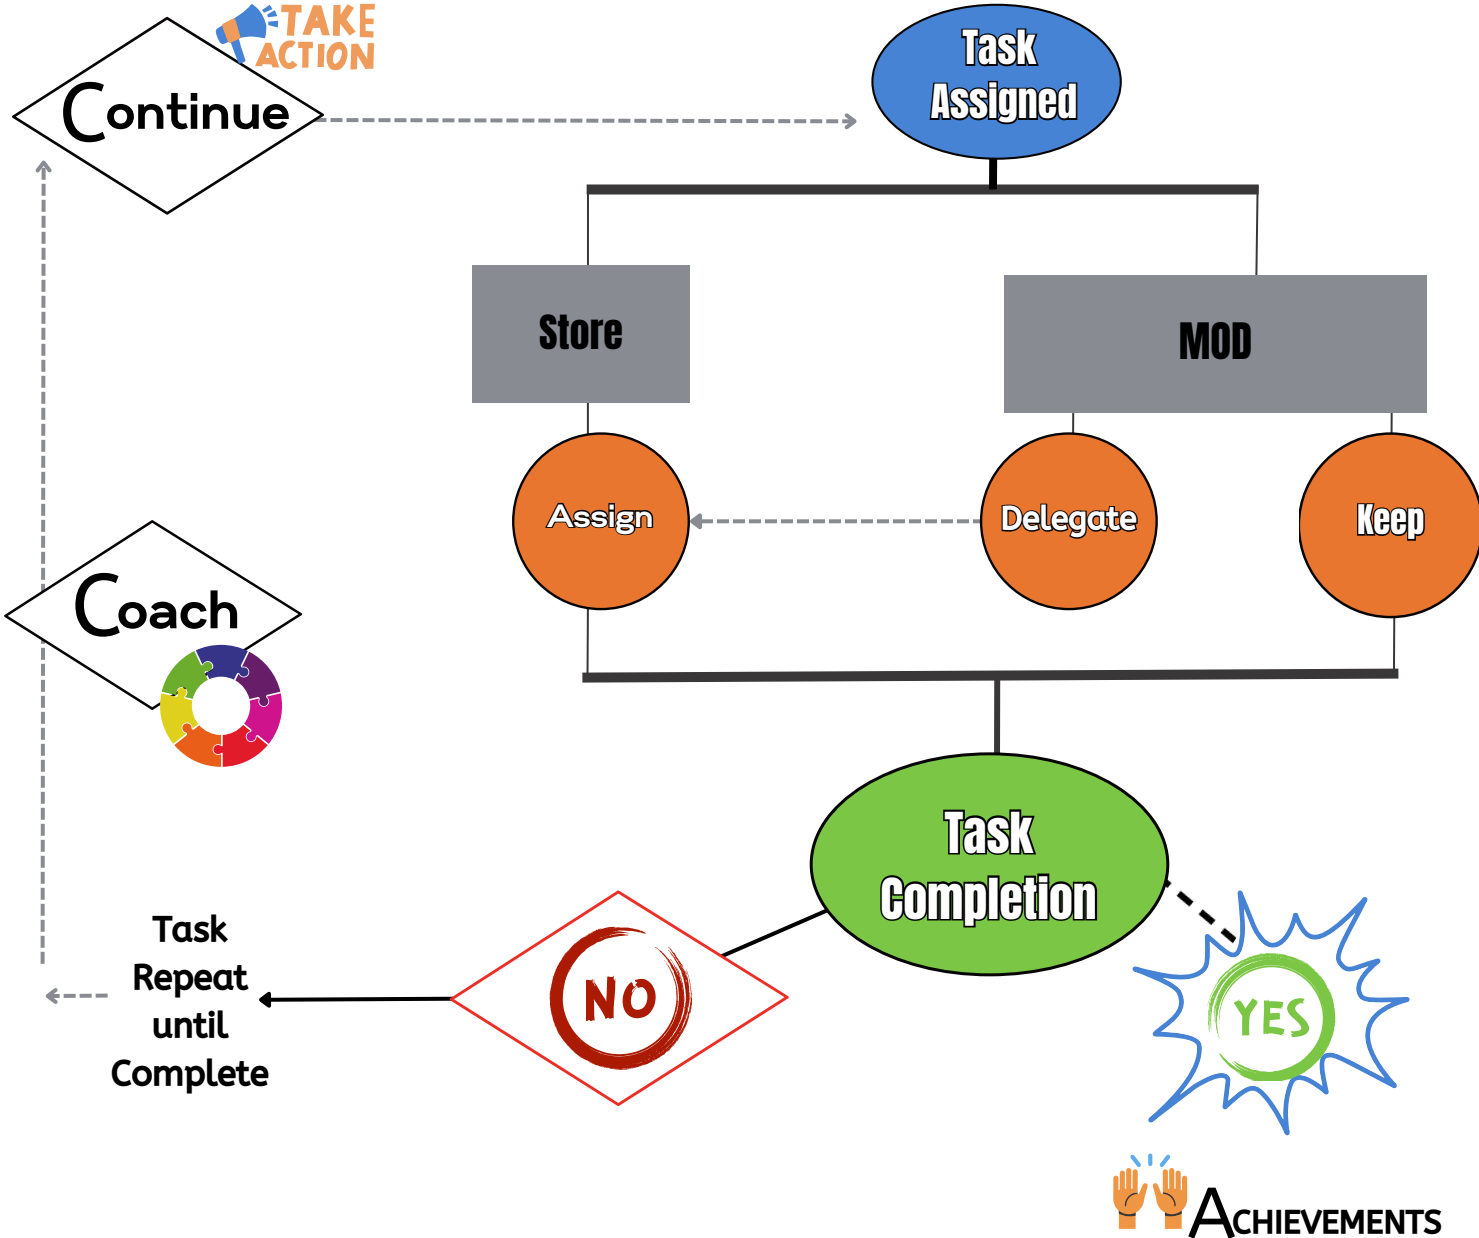 TAKE
ACTION
Continue
Task
Assigned
Store
MOD
Assign
Delegate
Keep
Coach
Task
Completion
Task
Repeat
until
Complete
NO
YES
ACHIEVEMENTS